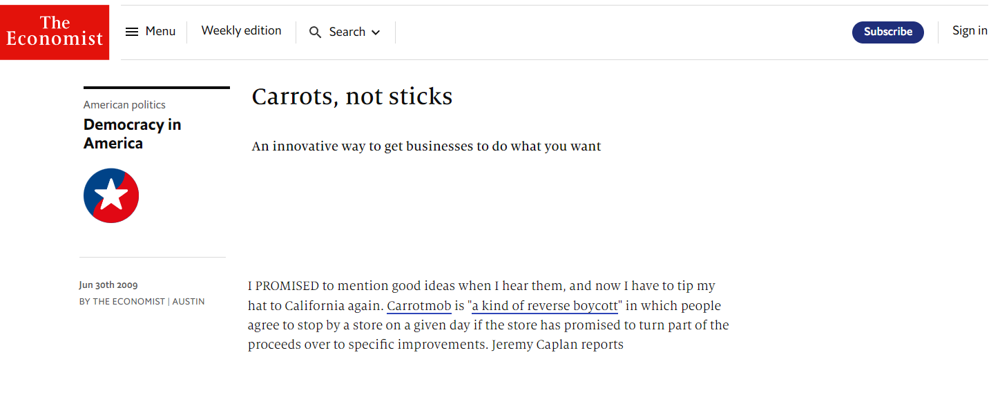 The
Economist
Menu
Weekly edition
Search
Subscribe
Sign in
American politics
Democracy in
America
Carrots, not sticks
An innovative way to get businesses to do what you want
Jun 30th 2009
BY THE ECONOMIST | AUSTIN
I PROMISED to mention good ideas when I hear them, and now I have to tip my
hat to California again. Carrotmob is "a kind of reverse boycott" in which people
agree to stop by a store on a given day if the store has promised to turn part of the
proceeds over to specific improvements. Jeremy Caplan reports